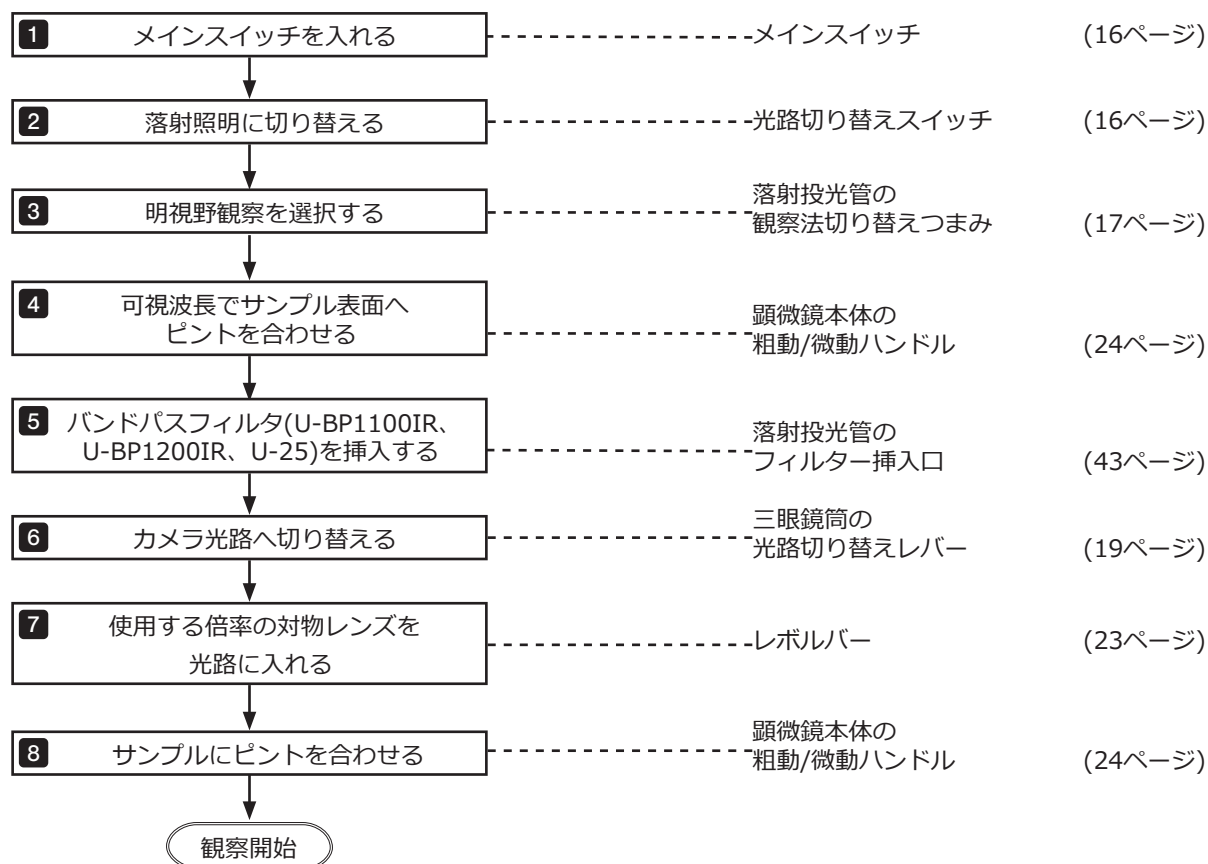 1 メインスイッチを入れる メインスイッチ (16ページ)
2 落射照明に切り替える 光路切り替えスイッチ (16ページ)
3 明視野観察を選択する 落射投光管の
観察法切り替えつまみ (17ページ)
4 可視波長でサンプル表面へ
ピントを合わせる
顕微鏡本体の
粗動/微動ハンドル (24ページ)
5 バンドパスフィルタ(U-BP1100IR、
U-BP1200IR、U-25)を挿入する
落射投光管の
フィルター挿入口 (43ページ)
6 カメラ光路へ切り替える 三眼鏡筒の
光路切り替えレバー (19ページ)
7 使用する倍率の対物レンズを
光路に入れる
レボルバー (23ページ)
8 サンプルにピントを合わせる 顕微鏡本体の
粗動/微動ハンドル (24ページ)
観察開始